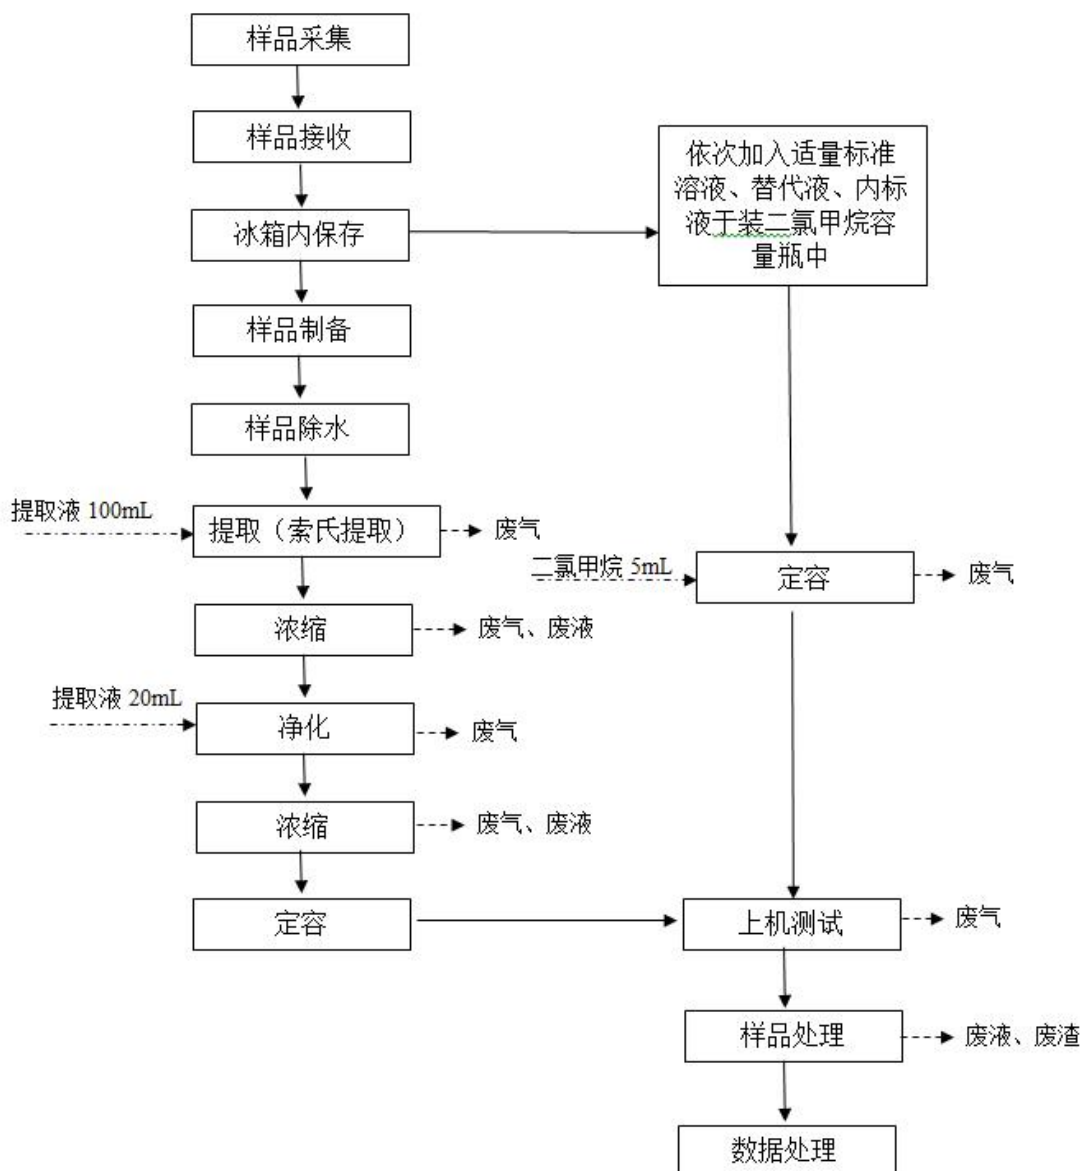 样品采集
样品接收
依次加入适量标准
溶液、替代液、内标
液于装二氯甲烷容
量瓶中
冰箱内保存
样品制备
样品除水
提取液 100mL
提取（索氏提取）
废气
二氯甲烷 5mL
定容
废气
浓缩
废气、废液
提取液 20mL
净化
废气
浓缩
废气、废液
定容
上机测试
废气
样品处理
废液、废渣
数据处理